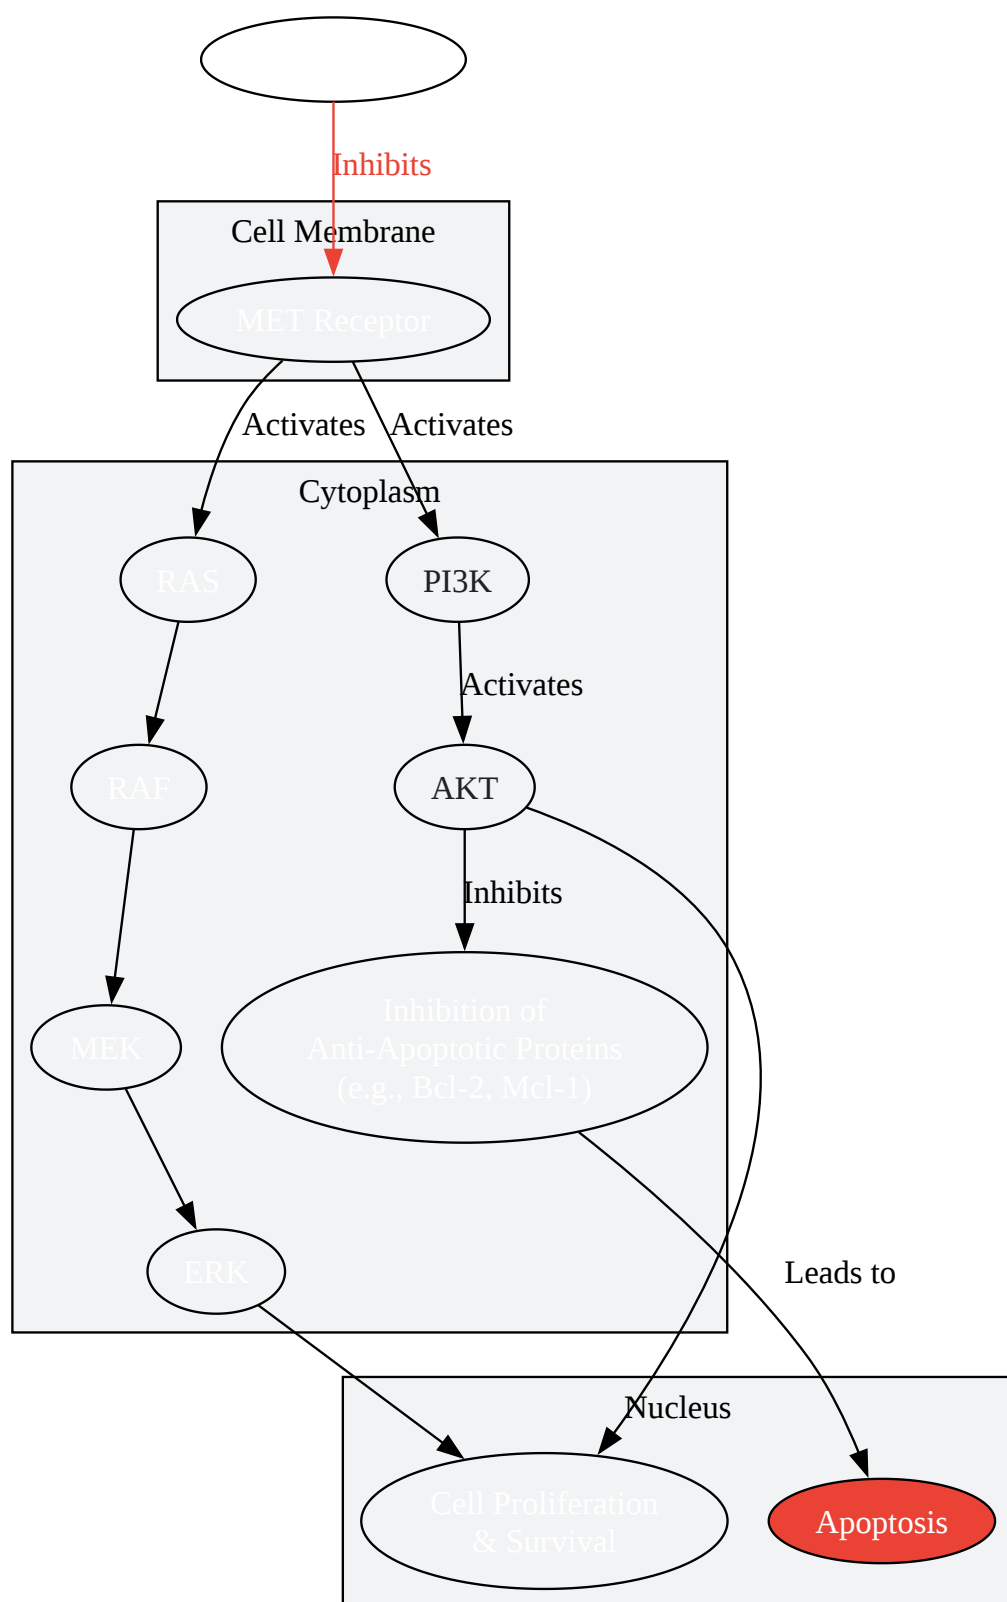 Inhibits
Cell Membrane
MET Receptor
Activates
Activates
Cytoplasm
RAS
PI3K
Activates
RAF
AKT
Inhibits
Inhibition of
Anti-Apoptotic Proteins
(e.g., Bcl-2, Mcl-1)
MEK
ERK
Leads to
Nucleus
Cell Proliferation
& Survival
Apoptosis